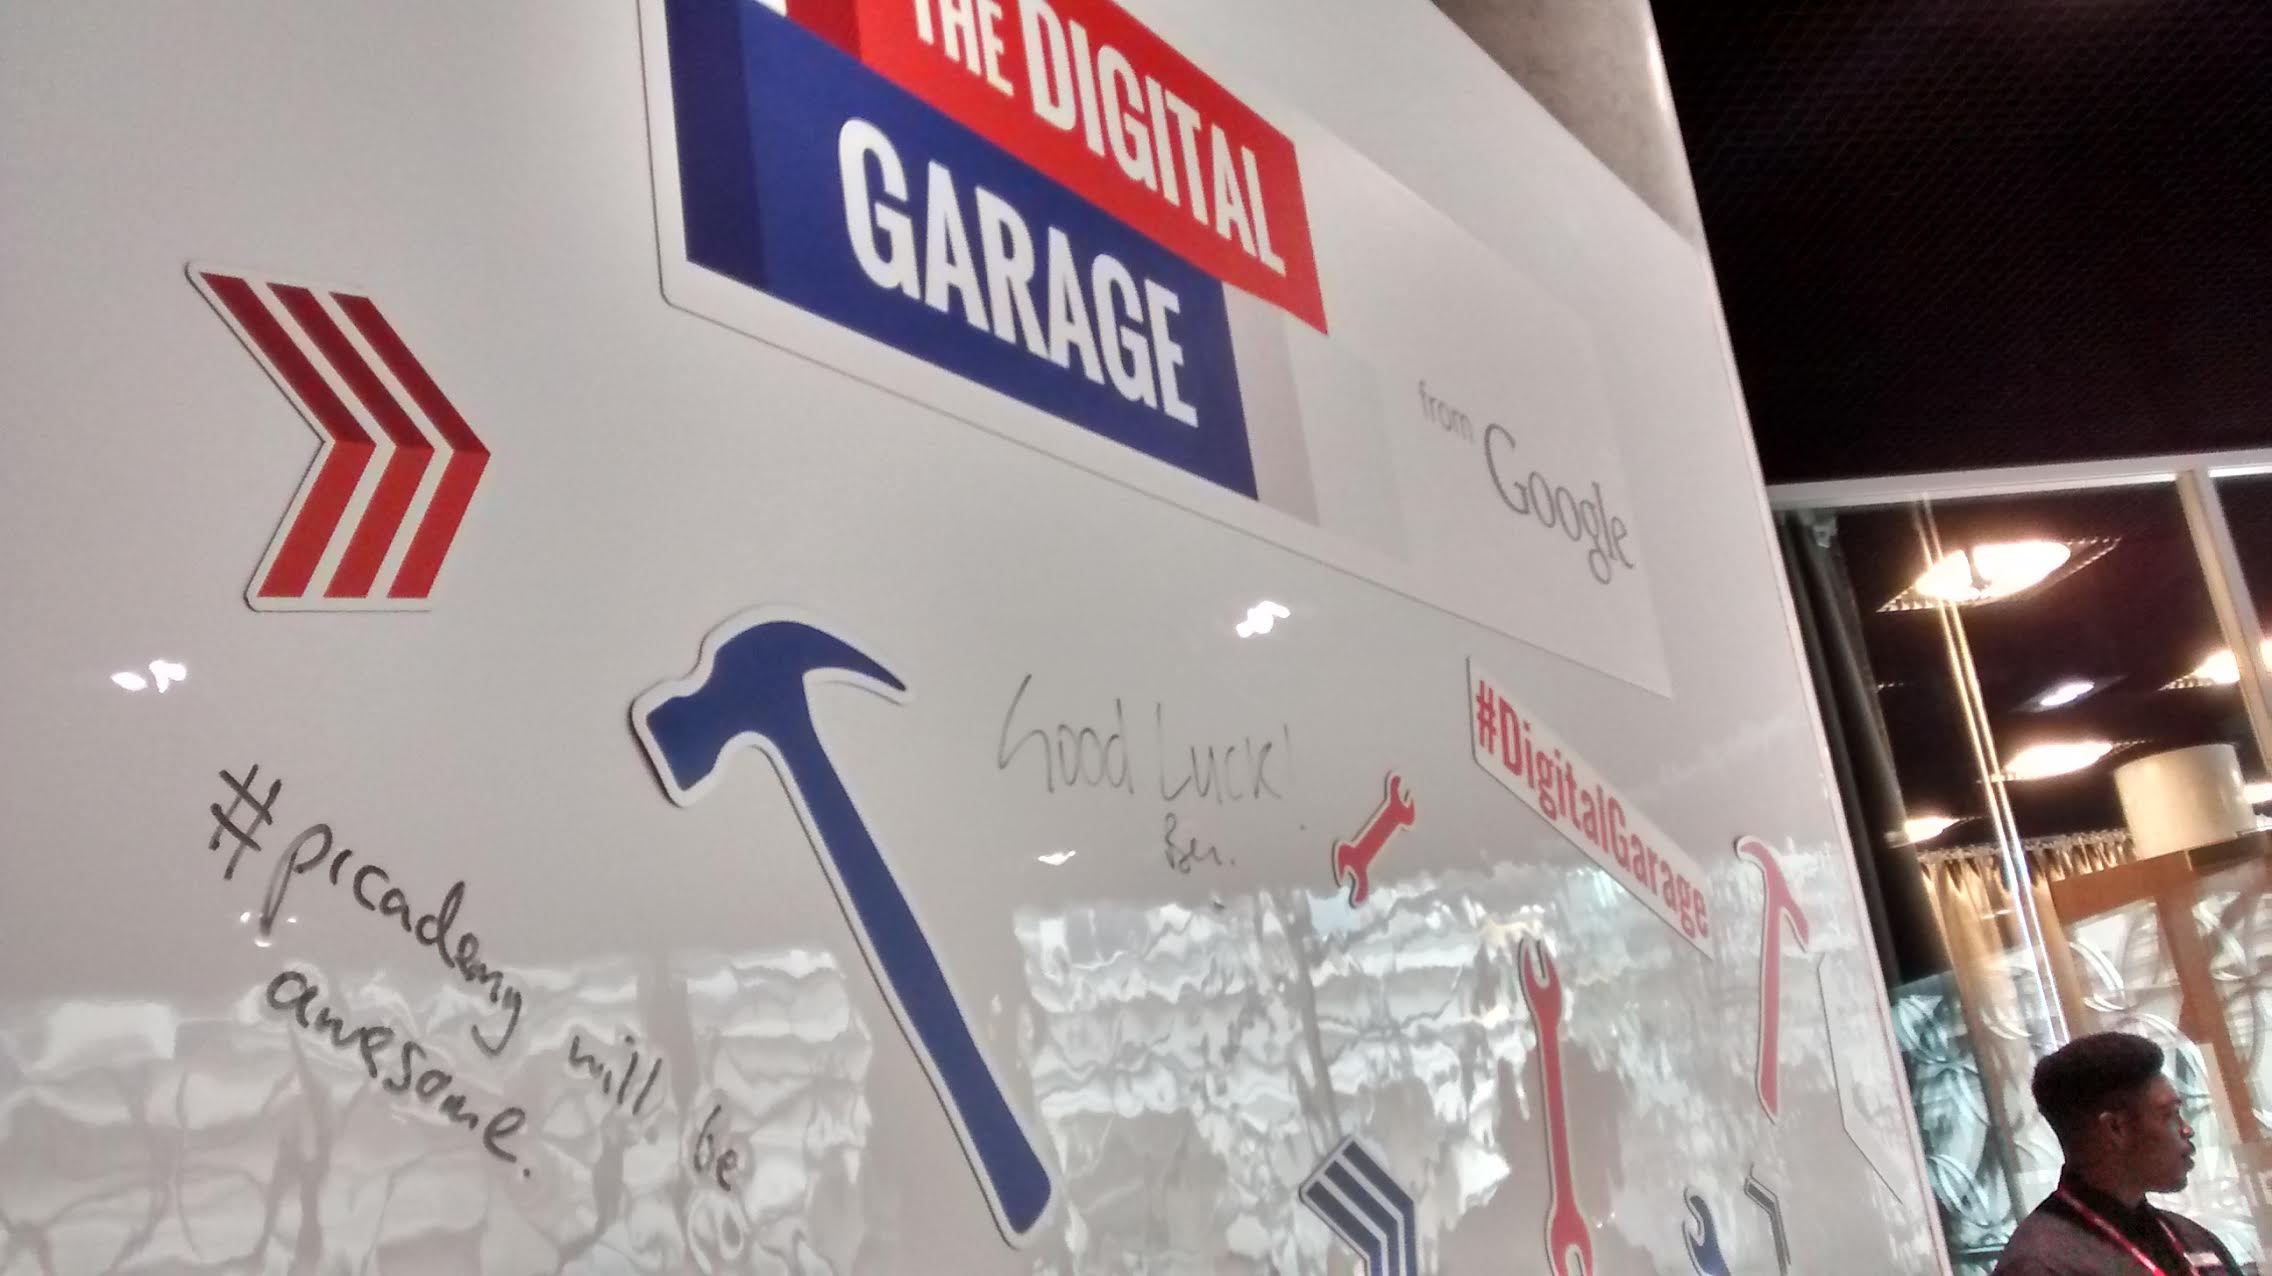 THE DIGITAL
GARAGE
from Google
#DigitalGarage
Good Luck!
Ben.
#picademy will be
awesome.